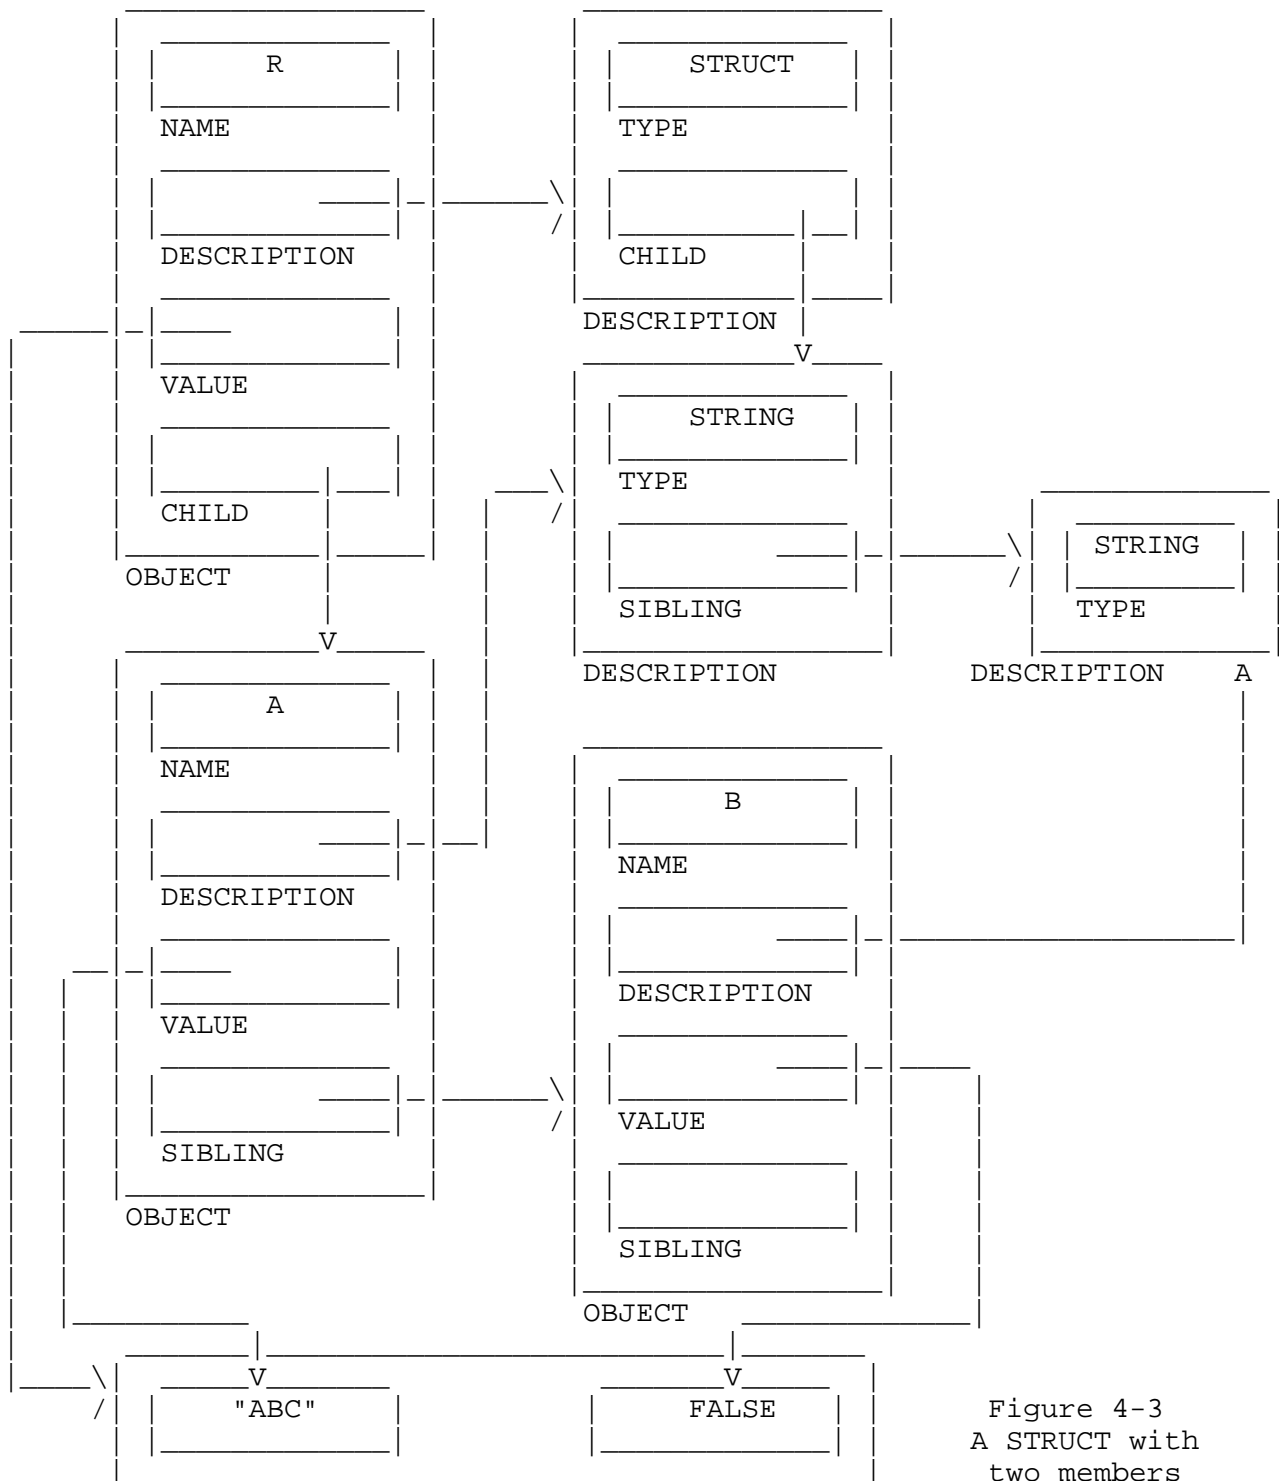 R STRUCT
NAME TYPE
DESCRIPTION CHILD
DESCRIPTION
V
VALUE
STRING
TYPE
CHILD
STRING
OBJECT
SIBLING TYPE
V
DESCRIPTION DESCRIPTION A
A
NAME
B
NAME
DESCRIPTION
DESCRIPTION
VALUE
VALUE
SIBLING
OBJECT
SIBLING
OBJECT
V V
"ABC" FALSE Figure 4-3
A STRUCT with
two members